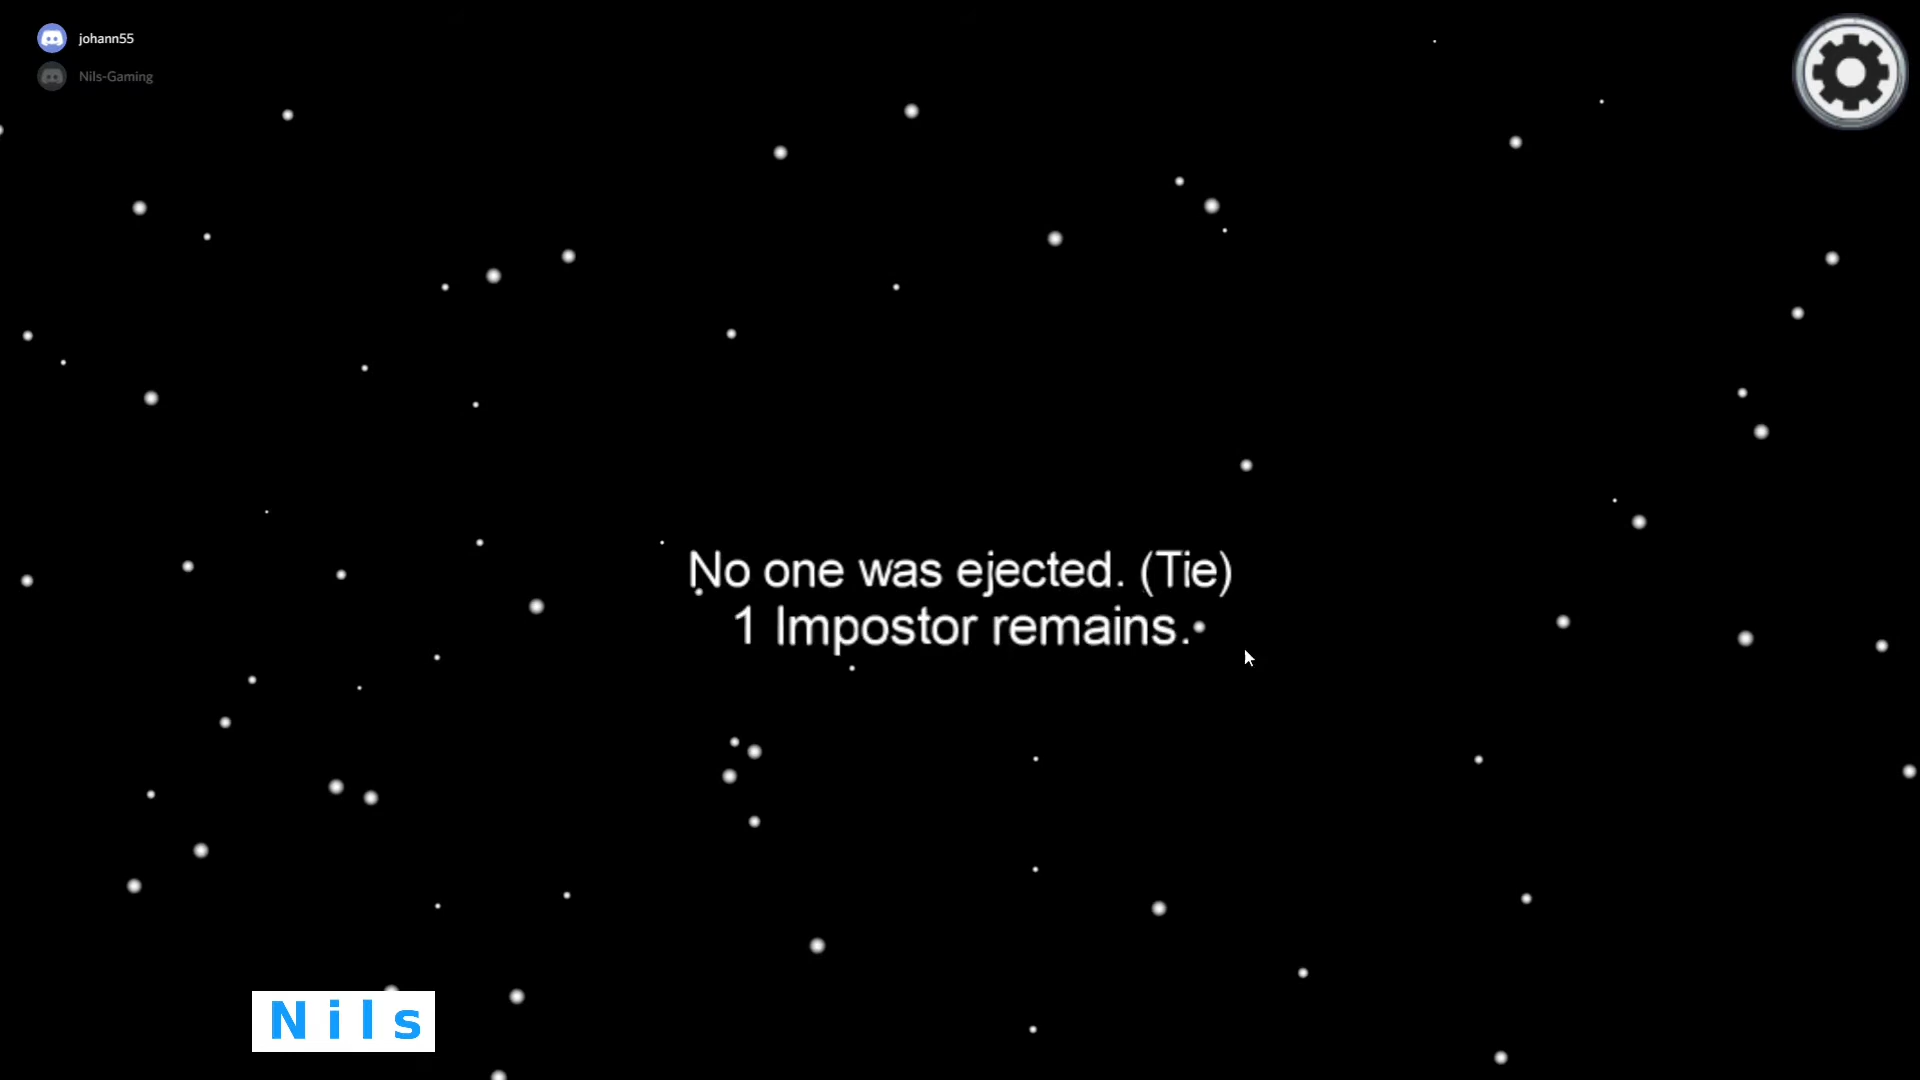 johann55
Nils-Gaming
No one was ejected. (Tie)
1 Impostor remains.
Nils